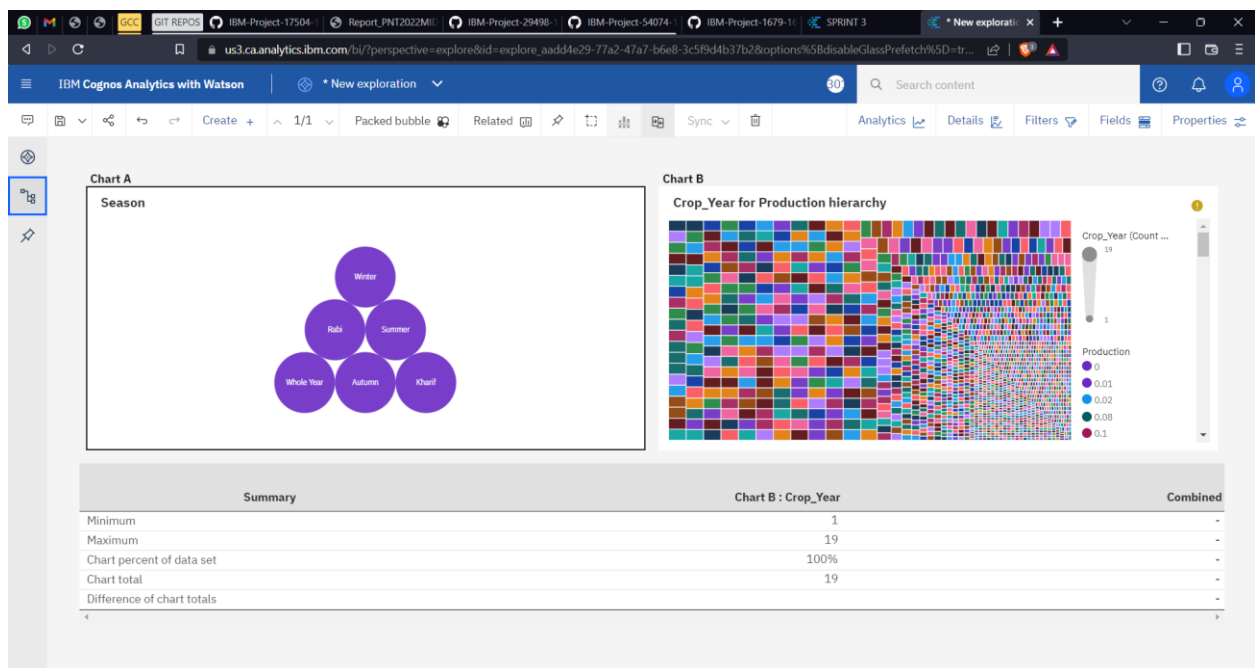 GCC GIT REPOS IBM-Project-17504-1 Report_PNT2022MID IBM-Project-29498-1 IBM-Project-54074-1 IBM-Project-1679-16 SPRINT 3 * New exploratio
us3.ca.analytics.ibm.com/bi/?perspective=explore&id=explore_aadd4e29-77a2-47a7-b6e8-3c5f9d4b37b2&options%5BdisableGlassPrefetch%5D=tr...
IBM Cognos Analytics with Watson * New exploration Search content
Create + 1/1 Packed bubble Related Sync Analytics Details Filters Fields Properties
Chart A
Season
Winter
Rabi Summer
Whole Year Autumn Kharif
Chart B
Crop_Year for Production hierarchy
Crop_Year (Count ...
19
1
Production
0
0.01
0.02
0.08
0.1
Summary Chart B : Crop_Year Combined
Minimum 1 -
Maximum 19 -
Chart percent of data set 100% -
Chart total 19 -
Difference of chart totals -